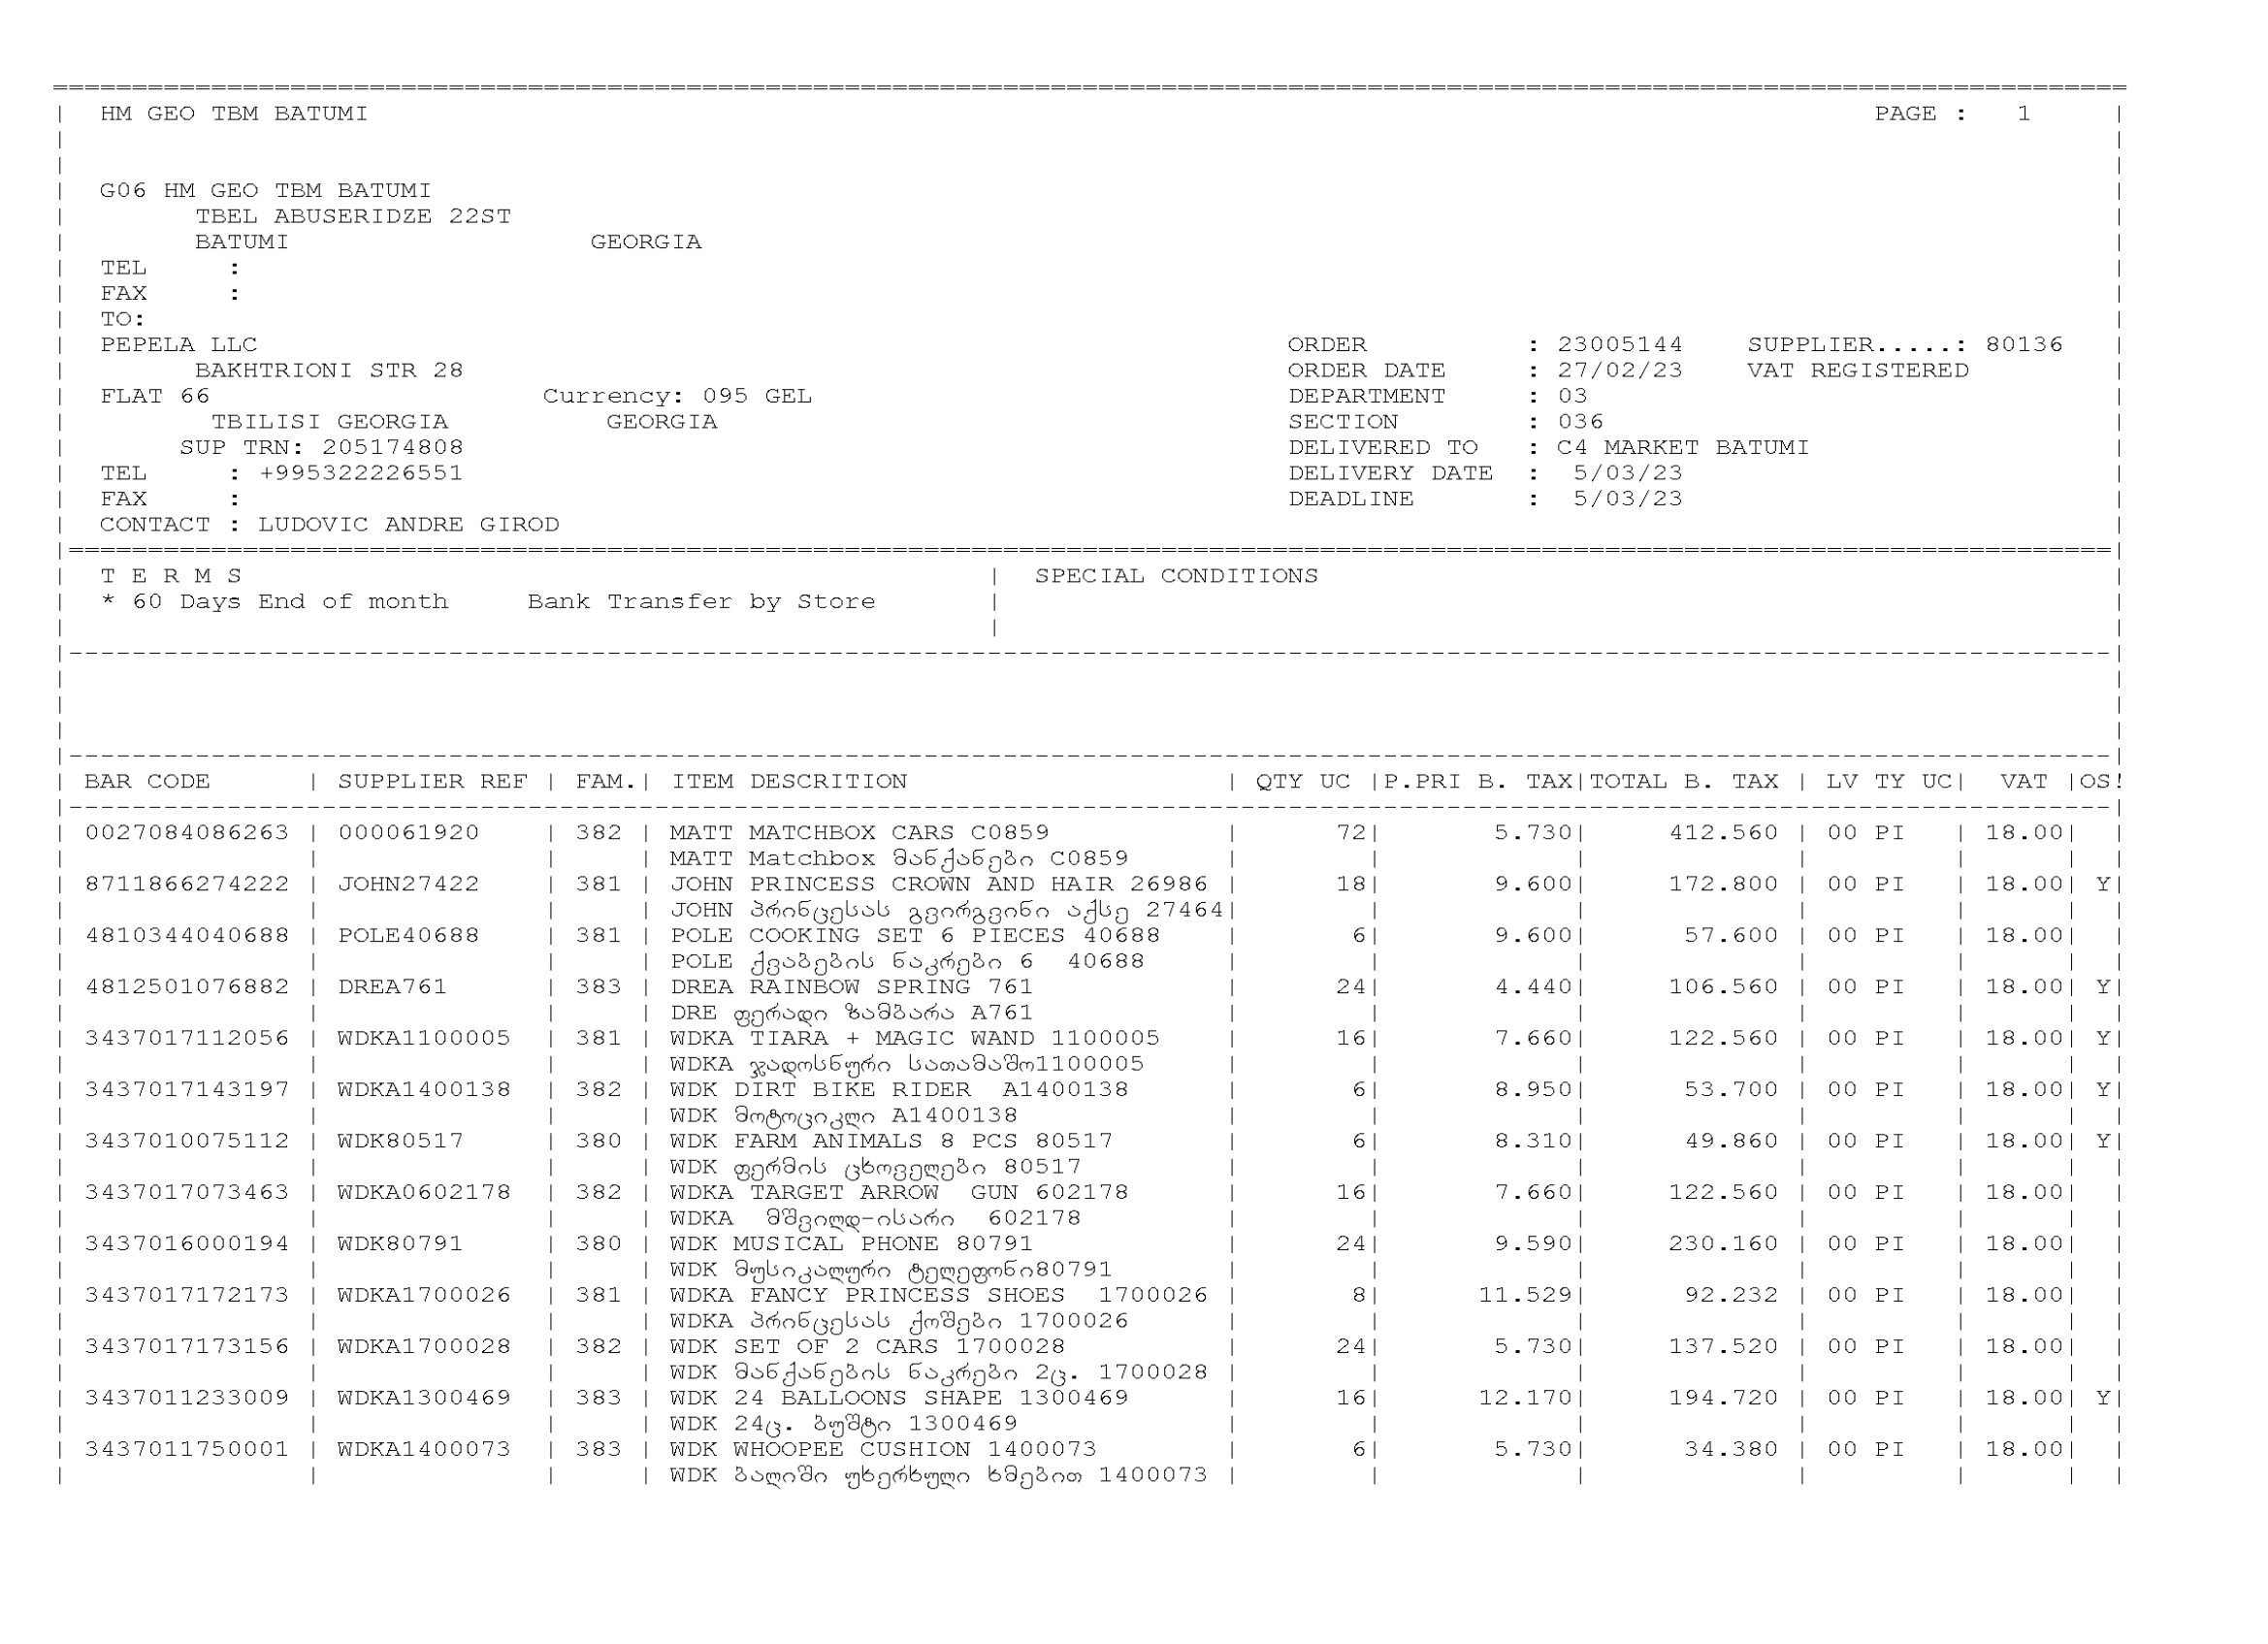 ==================================================
| HM GEO TBM BATUMI PAGE : 1 |
| G06 HM GEO TBM BATUMI |
| TBEL ABUSERIDZE 22ST |
| BATUMI GEORGIA |
| TEL : |
| FAX : |
| TO: |
| PEPELA LLC ORDER : 23005144 SUPPLIER.....: 80136 |
| BAKHTRIONI STR 28 ORDER DATE : 27/02/23 VAT REGISTERED |
| FLAT 66 Currency: 095 GEL DEPARTMENT : 03 |
| TBILISI GEORGIA GEORGIA SECTION : 036 |
| SUP TRN: 205174808 DELIVERED TO : C4 MARKET BATUMI |
| TEL : +995322226551 DELIVERY DATE : 5/03/23 |
| FAX : DEADLINE : 5/03/23 |
| CONTACT : LUDOVIC ANDRE GIROD |
|==================================================|
| T E R M S | SPECIAL CONDITIONS |
| * 60 Days End of month Bank Transfer by Store | |
|--------------------------------------------------|
|--------------------------------------------------|
| BAR CODE | SUPPLIER REF | FAM.| ITEM DESCRITION | QTY UC |P.PRI B. TAX|TOTAL B. TAX | LV TY UC| VAT |OS!
|--------------------------------------------------|
| 0027084086263 | 000061920 | 382 | MATT MATCHBOX CARS C0859 | 72| 5.730| 412.560 | 00 PI | 18.00| |
| | | | MATT Matchbox მანქანები C0859 | | | | | | |
| 8711866274222 | JOHN27422 | 381 | JOHN PRINCESS CROWN AND HAIR 26986 | 18| 9.600| 172.800 | 00 PI | 18.00| Y|
| | | | JOHN პრინცესას გვირგვინი აქსე 27464| | | | | | |
| 4810344040688 | POLE40688 | 381 | POLE COOKING SET 6 PIECES 40688 | 6| 9.600| 57.600 | 00 PI | 18.00| |
| | | | POLE ქვაბების ნაკრები 6 40688 | | | | | | |
| 4812501076882 | DREA761 | 383 | DREA RAINBOW SPRING 761 | 24| 4.440| 106.560 | 00 PI | 18.00| Y|
| | | | DRE ფერადი ზამბარა A761 | | | | | | |
| 3437017112056 | WDKA1100005 | 381 | WDKA TIARA + MAGIC WAND 1100005 | 16| 7.660| 122.560 | 00 PI | 18.00| Y|
| | | | WDKA ჯადოსნური სათამაშო1100005 | | | | | | |
| 3437017143197 | WDKA1400138 | 382 | WDK DIRT BIKE RIDER A1400138 | 6| 8.950| 53.700 | 00 PI | 18.00| Y|
| | | | WDK მოტოციკლი A1400138 | | | | | | |
| 3437010075112 | WDK80517 | 380 | WDK FARM ANIMALS 8 PCS 80517 | 6| 8.310| 49.860 | 00 PI | 18.00| Y|
| | | | WDK ფერმის ცხოველები 80517 | | | | | | |
| 3437017073463 | WDKA0602178 | 382 | WDKA TARGET ARROW GUN 602178 | 16| 7.660| 122.560 | 00 PI | 18.00| |
| | | | WDKA მშვილდ-ისარი 602178 | | | | | | |
| 3437016000194 | WDK80791 | 380 | WDK MUSICAL PHONE 80791 | 24| 9.590| 230.160 | 00 PI | 18.00| |
| | | | WDK მუსიკალური ტელეფონი80791 | | | | | | |
| 3437017172173 | WDKA1700026 | 381 | WDKA FANCY PRINCESS SHOES 1700026 | 8| 11.529| 92.232 | 00 PI | 18.00| |
| | | | WDKA პრინცესას ქოშები 1700026 | | | | | | |
| 3437017173156 | WDKA1700028 | 382 | WDK SET OF 2 CARS 1700028 | 24| 5.730| 137.520 | 00 PI | 18.00| |
| | | | WDK მანქანების ნაკრები 2ც. 1700028 | | | | | | |
| 3437011233009 | WDKA1300469 | 383 | WDK 24 BALLOONS SHAPE 1300469 | 16| 12.170| 194.720 | 00 PI | 18.00| Y|
| | | | WDK 24ც. ბუშტი 1300469 | | | | | | |
| 3437011750001 | WDKA1400073 | 383 | WDK WHOOPEE CUSHION 1400073 | 6| 5.730| 34.380 | 00 PI | 18.00| |
| | | | WDK ბალიში უხერხული ხმებით 1400073 | | | | | | |